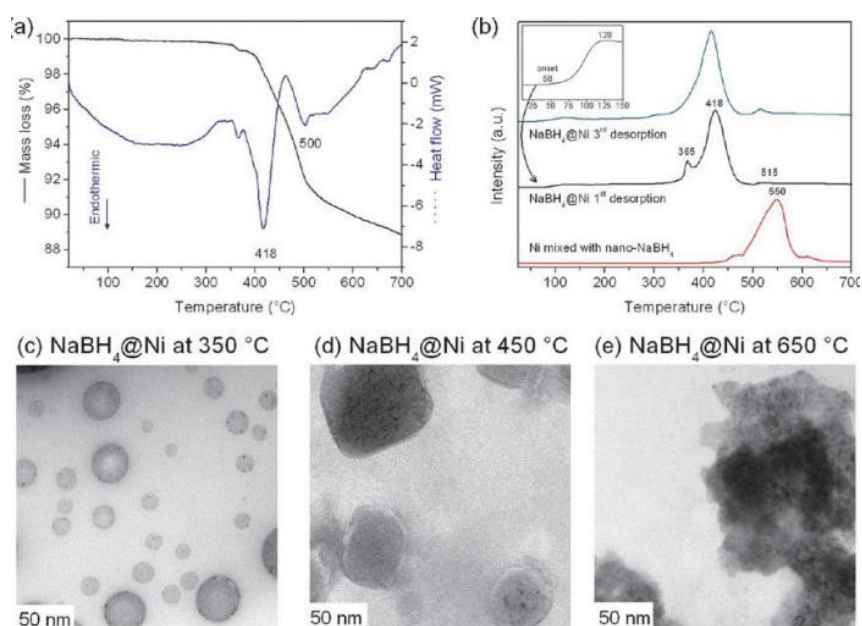 (a)
100
98
96
94
92
90
88
Mass loss (%)
Endothermic
418
500
2
0
-2
-4
-6
-8
Heat flow (mW)
100 200 300 400 500 600 700
Temperature (°C)
(b)
Intensity (a.u.)
120
onset
50
25 50 75 100 125 150
NaBH4@Ni 3rd desorption
418
365
NaBH4@Ni 1st desorption
515
550
Ni mixed with nano-NaBH4
0 100 200 300 400 500 600 700
Temperature (°C)
(c) NaBH4@Ni at 350 °C
(d) NaBH4@Ni at 450 °C
(e) NaBH4@Ni at 650 °C
50 nm
50 nm
50 nm